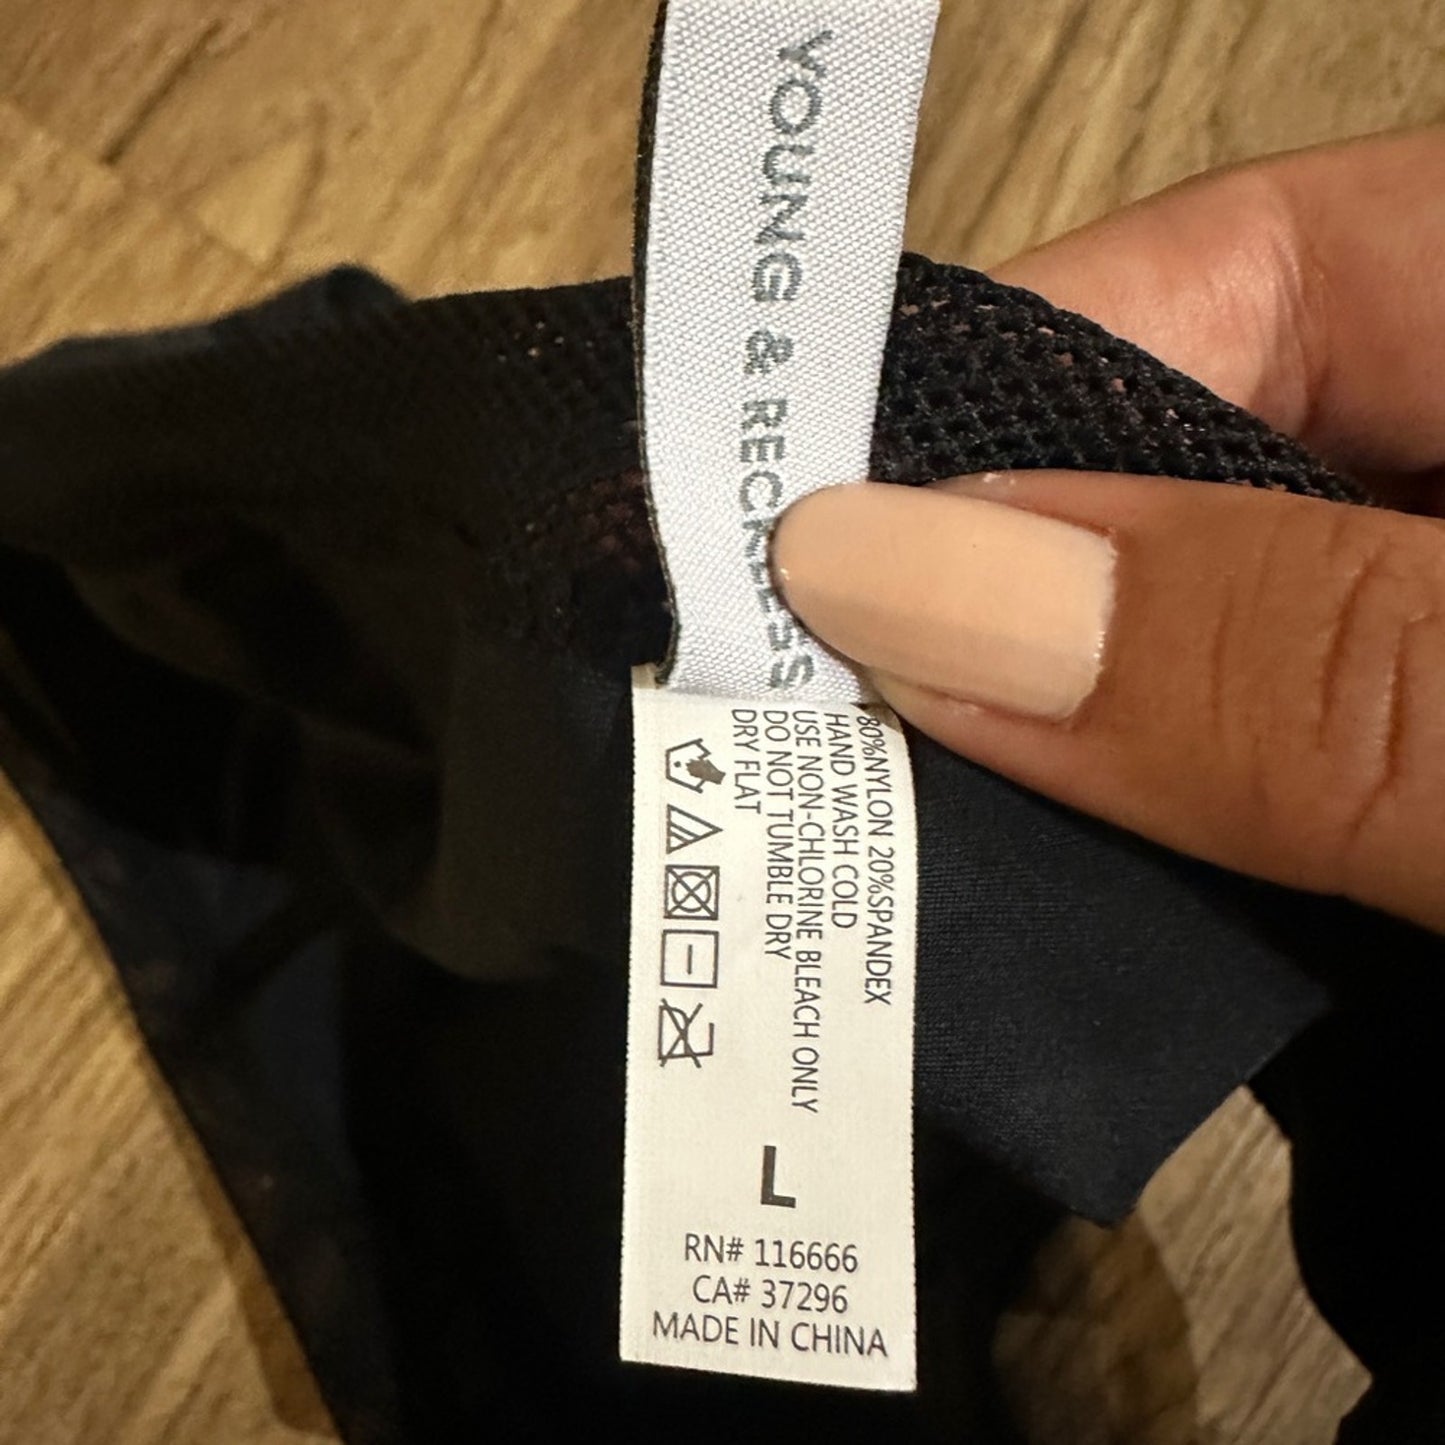 YOUNG & RECKLESS
80%NYLON 20%SPANDEX
HAND WASH COLD
USE NON-CHLORINE BLEACH ONLY
DO NOT TUMBLE DRY
DRY FLAT
L
RN# 116666
CA# 37296
MADE IN CHINA